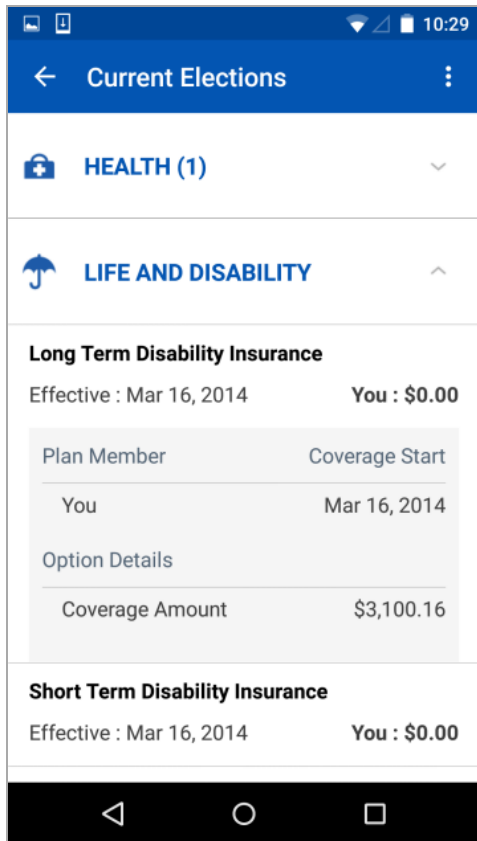 10:29
Current Elections
HEALTH (1)
LIFE AND DISABILITY
Long Term Disability Insurance
Effective : Mar 16, 2014 You : $0.00
Plan Member Coverage Start
You Mar 16, 2014
Option Details
Coverage Amount $3,100.16
Short Term Disability Insurance
Effective : Mar 16, 2014 You : $0.00